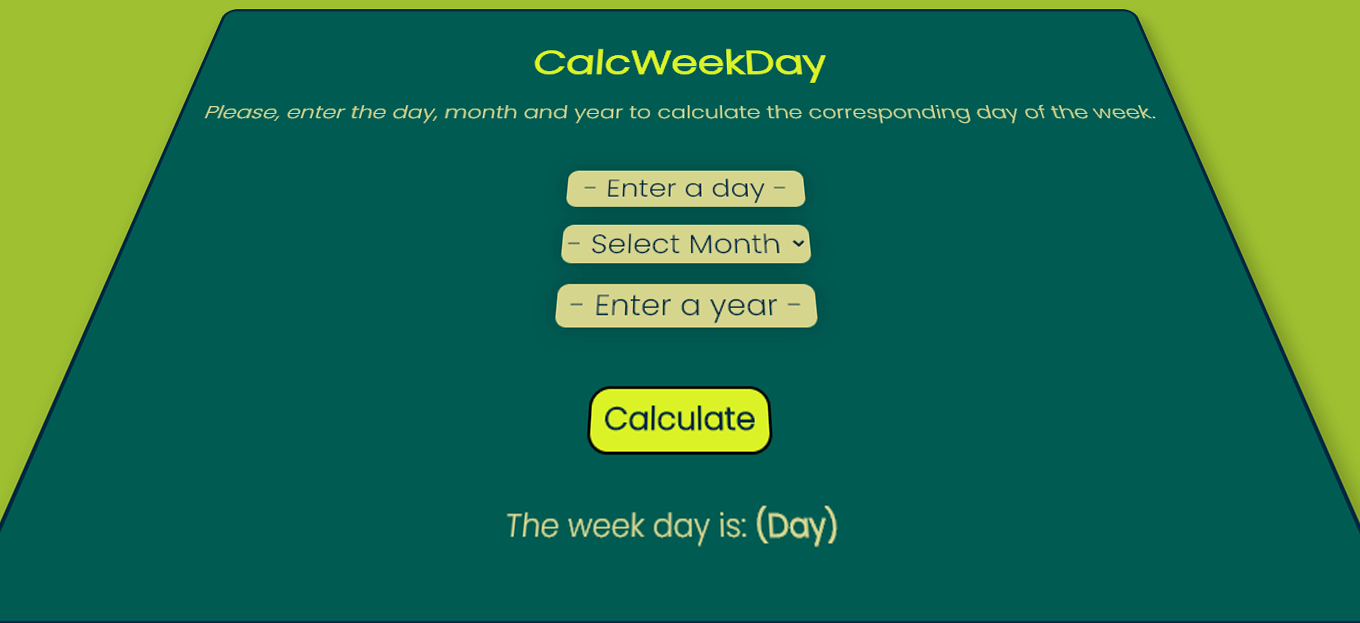 CalcWeekDay
Please, enter the day, month and year to calculate the corresponding day of the week.
- Enter a day -
- Select Month
- Enter a year -
Calculate
The week day is: (Day)